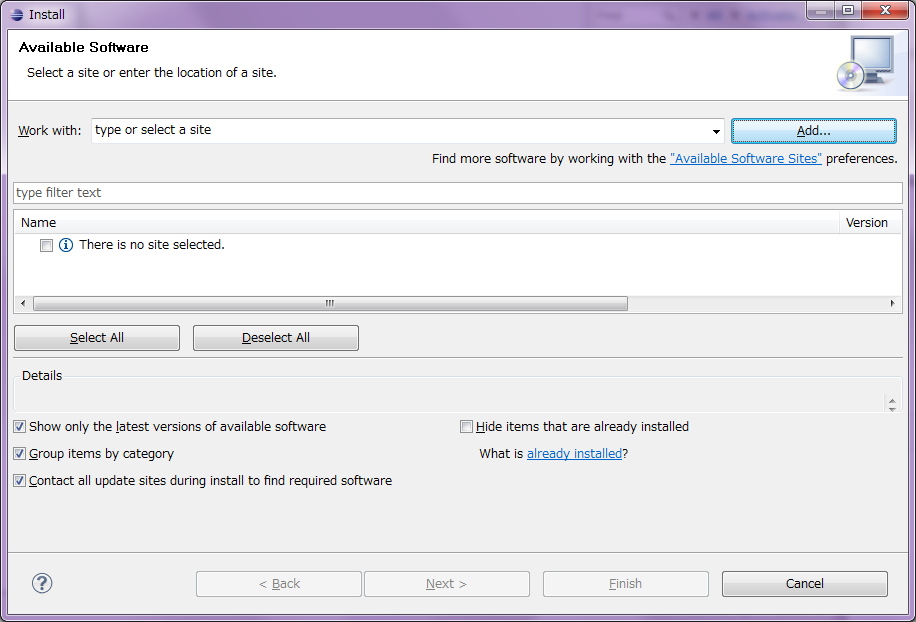 Install
Available Software
Select a site or enter the location of a site.
Work with: type or select a site Add...
Find more software by working with the "Available Software Sites" preferences.
type filter text
Name Version
There is no site selected.
Select All Deselect All
Details
Show only the latest versions of available software Hide items that are already installed
Group items by category What is already installed?
Contact all update sites during install to find required software
< Back Next > Finish Cancel